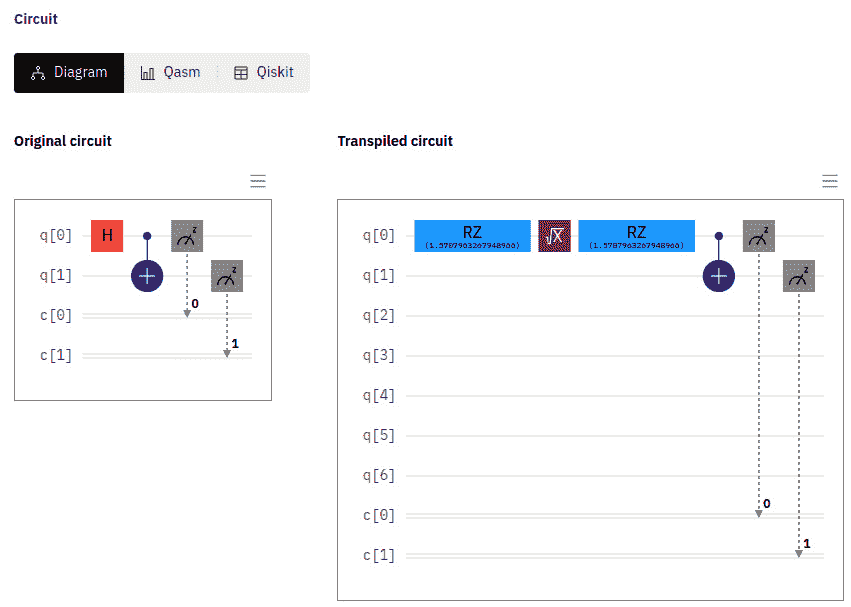 Circuit
Diagram Qasm Qiskit
Original circuit
q[0] H z
q[1] z
c[0] 0
c[1] 1
Transpiled circuit
q[0] RZ (1.5707963267948966) √X RZ (1.5707963267948966) z
q[1] z
q[2]
q[3]
q[4]
q[5]
q[6]
c[0] 0
c[1] 1